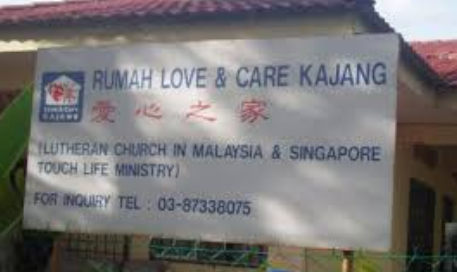 RUMAH LOVE & CARE KAJANG
爱心之家
(LUTHERAN CHURCH IN MALAYSIA & SINGAPORE
TOUCH LIFE MINISTRY)
FOR INQUIRY TEL : 03-87338075